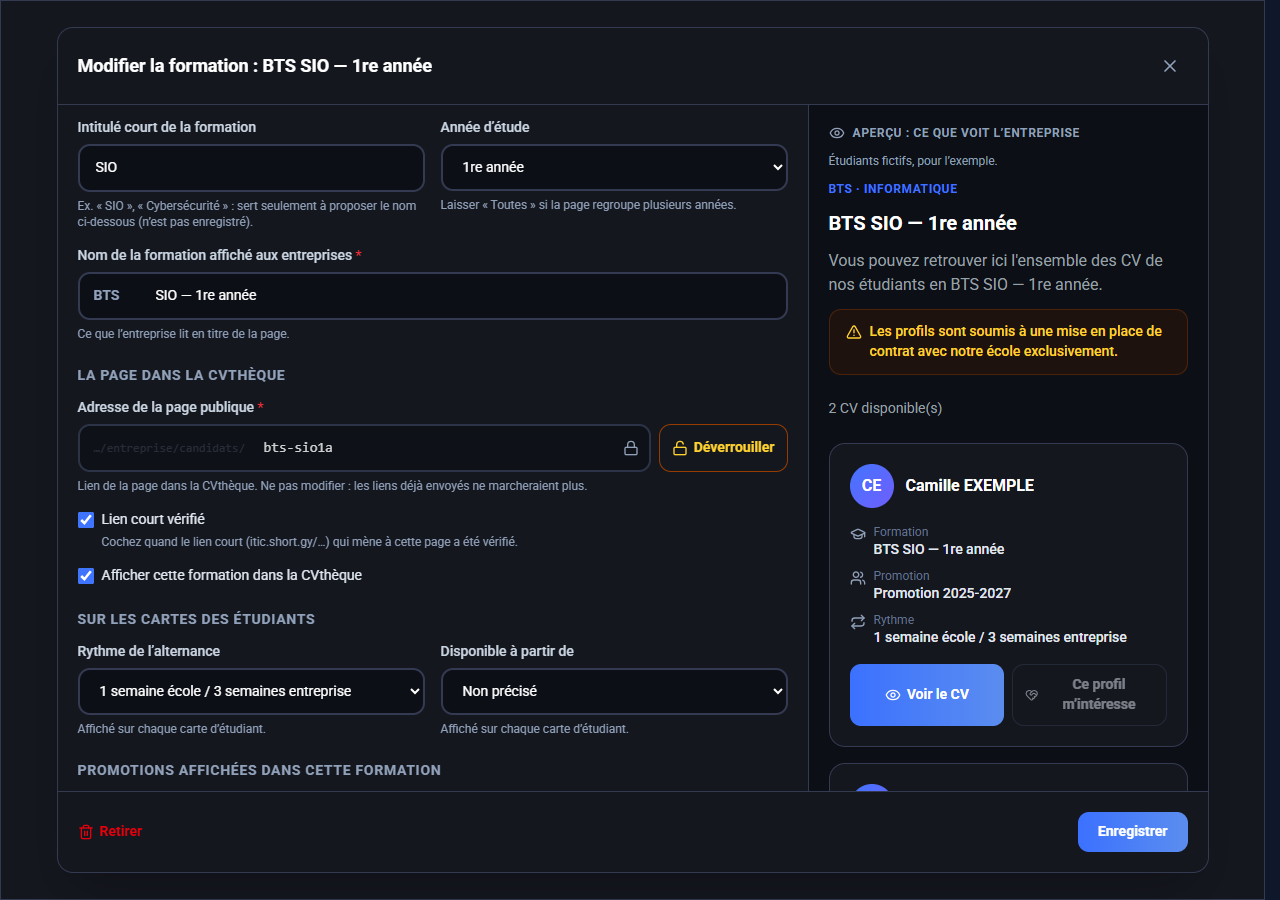 Modifier la formation : BTS SIO — 1re année
Intitulé court de la formation
SIO
Ex. « SIO », « Cybersécurité » : sert seulement à proposer le nom
ci-dessous (n’est pas enregistré).
Année d’étude
1re année
Laisser « Toutes » si la page regroupe plusieurs années.
Nom de la formation affiché aux entreprises *
BTS SIO — 1re année
Ce que l’entreprise lit en titre de la page.
LA PAGE DANS LA CVTHÈQUE
Adresse de la page publique *
…/entreprise/candidats/ bts-sio1a
Déverrouiller
Lien de la page dans la CVthèque. Ne pas modifier : les liens déjà envoyés ne marcheraient plus.
Lien court vérifié
Cochez quand le lien court (itic.short.gy/…) qui mène à cette page a été vérifié.
Afficher cette formation dans la CVthèque
SUR LES CARTES DES ÉTUDIANTS
Rythme de l’alternance
1 semaine école / 3 semaines entreprise
Affiché sur chaque carte d’étudiant.
Disponible à partir de
Non précisé
Affiché sur chaque carte d’étudiant.
PROMOTIONS AFFICHÉES DANS CETTE FORMATION
APERÇU : CE QUE VOIT L’ENTREPRISE
Étudiants fictifs, pour l’exemple.
BTS · INFORMATIQUE
BTS SIO — 1re année
Vous pouvez retrouver ici l'ensemble des CV de
nos étudiants en BTS SIO — 1re année.
Les profils sont soumis à une mise en place de
contrat avec notre école exclusivement.
2 CV disponible(s)
CE
Camille EXEMPLE
Formation
BTS SIO — 1re année
Promotion
Promotion 2025-2027
Rythme
1 semaine école / 3 semaines entreprise
Voir le CV
Ce profil
m’intéresse
Retirer
Enregistrer